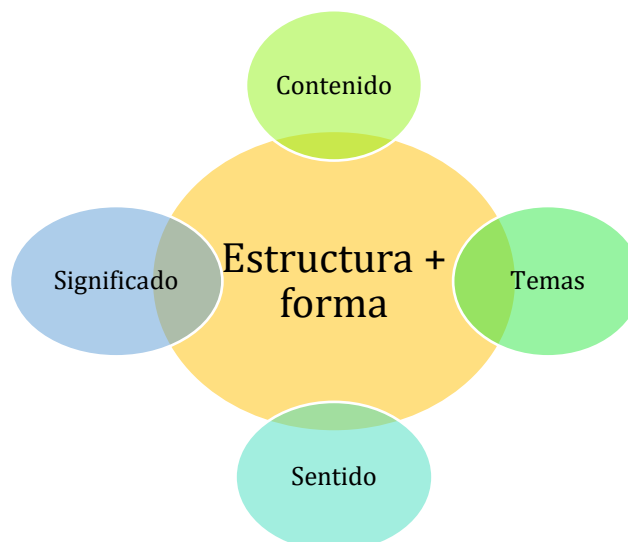 Contenido
Significado
Estructura +
forma
Temas
Sentido